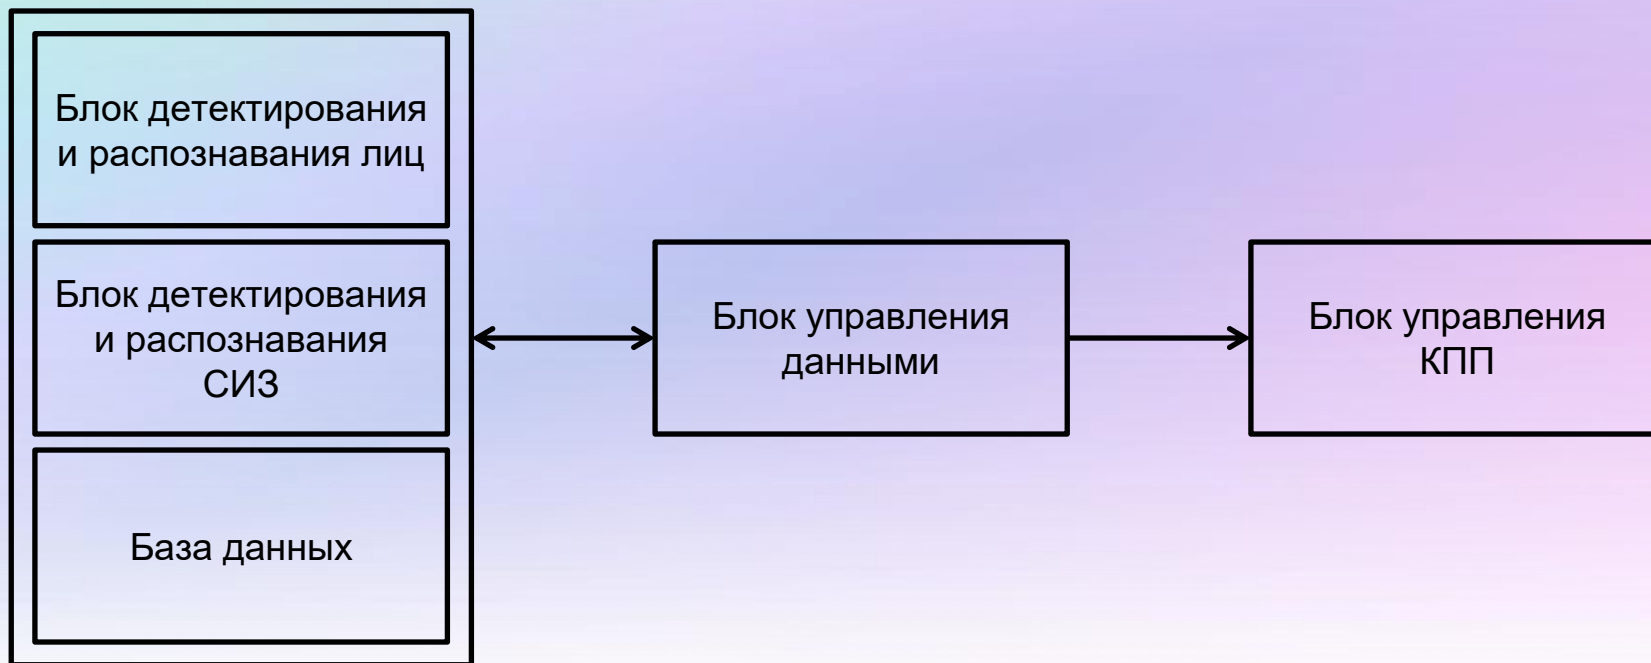 Блок детектирования
и распознавания лиц
Блок детектирования
и распознавания
СИЗ
База данных
Блок управления
данными
Блок управления
КПП